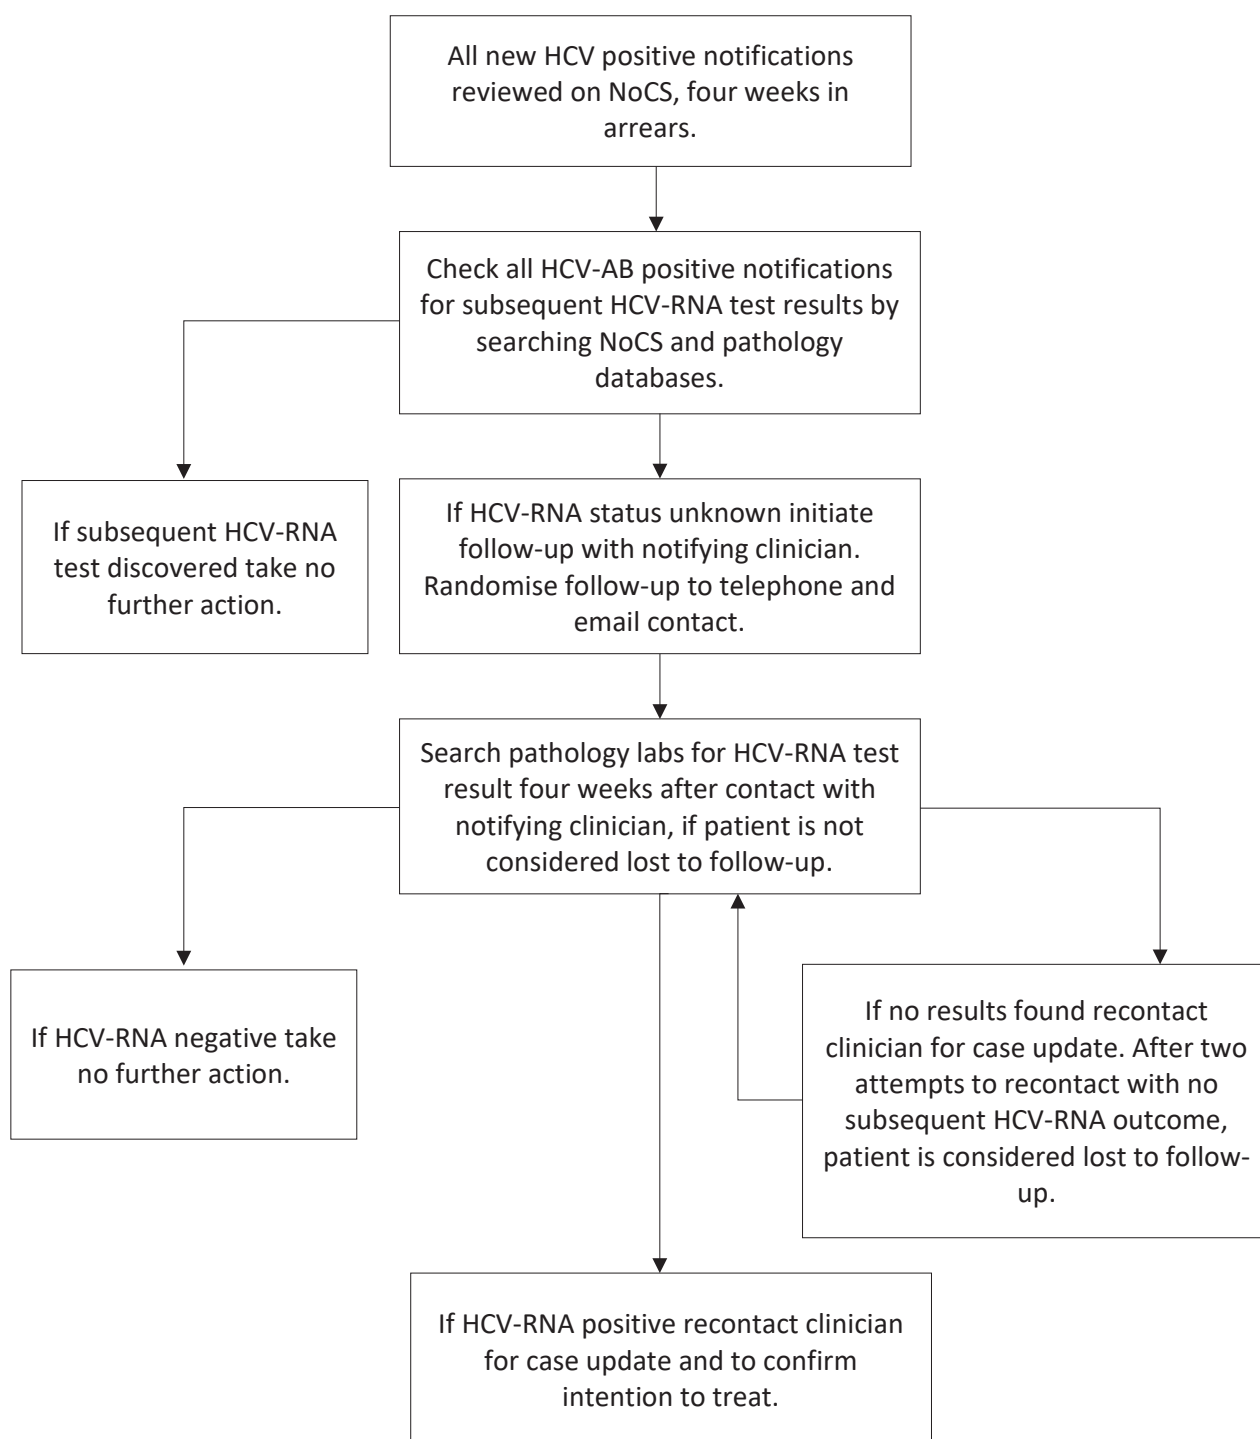 All new HCV positive notifications
reviewed on NoCS, four weeks in
arrears.
Check all HCV-AB positive notifications
for subsequent HCV-RNA test results by
searching NoCS and pathology
databases.
If subsequent HCV-RNA
test discovered take no
further action.
If HCV-RNA status unknown initiate
follow-up with notifying clinician.
Randomise follow-up to telephone and
email contact.
Search pathology labs for HCV-RNA test
result four weeks after contact with
notifying clinician, if patient is not
considered lost to follow-up.
If HCV-RNA negative take
no further action.
If no results found recontact
clinician for case update. After two
attempts to recontact with no
subsequent HCV-RNA outcome,
patient is considered lost to follow-
up.
If HCV-RNA positive recontact clinician
for case update and to confirm
intention to treat.